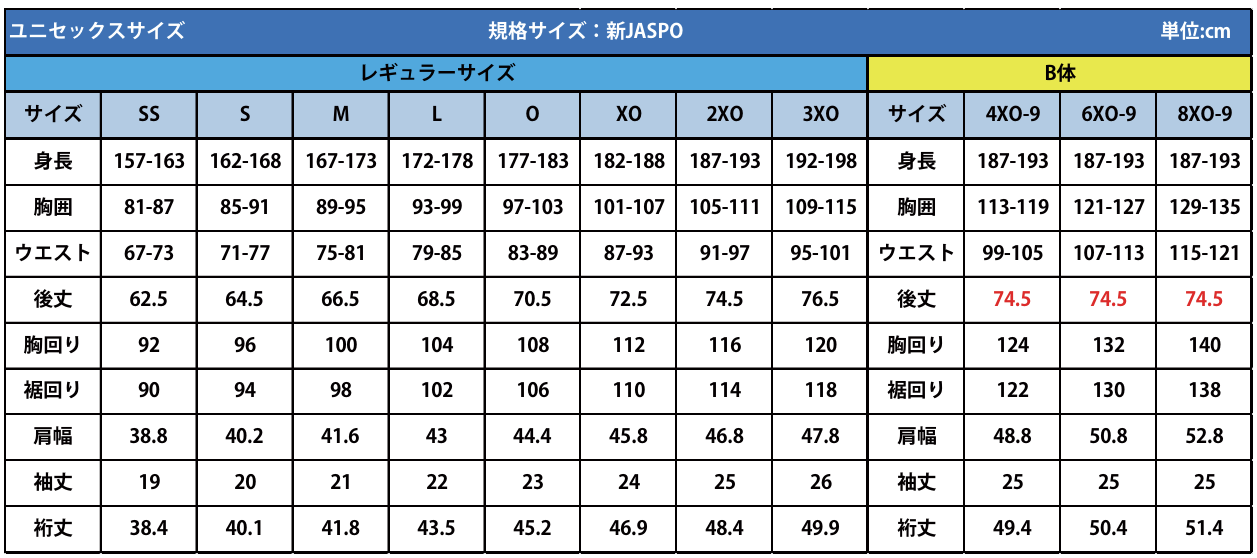 ユニセックスサイズ 規格サイズ：新JASPO 単位:cm
レギュラーサイズ B体
サイズ SS S M L O XO 2XO 3XO サイズ 4XO-9 6XO-9 8XO-9
身長 157-163 162-168 167-173 172-178 177-183 182-188 187-193 192-198 身長 187-193 187-193 187-193
胸囲 81-87 85-91 89-95 93-99 97-103 101-107 105-111 109-115 胸囲 113-119 121-127 129-135
ウエスト 67-73 71-77 75-81 79-85 83-89 87-93 91-97 95-101 ウエスト 99-105 107-113 115-121
後丈 62.5 64.5 66.5 68.5 70.5 72.5 74.5 76.5 後丈 74.5 74.5 74.5
胸回り 92 96 100 104 108 112 116 120 胸回り 124 132 140
裾回り 90 94 98 102 106 110 114 118 裾回り 122 130 138
肩幅 38.8 40.2 41.6 43 44.4 45.8 46.8 47.8 肩幅 48.8 50.8 52.8
袖丈 19 20 21 22 23 24 25 26 袖丈 25 25 25
裄丈 38.4 40.1 41.8 43.5 45.2 46.9 48.4 49.9 裄丈 49.4 50.4 51.4